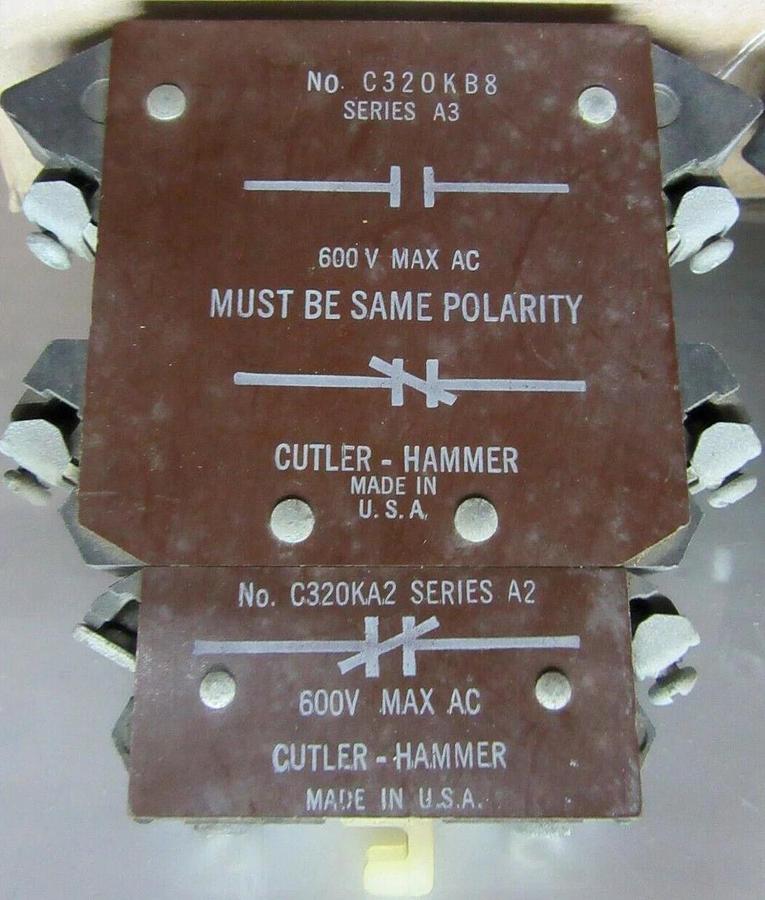 No. C320KB8
SERIES A3
600V MAX AC
MUST BE SAME POLARITY
CUTLER-HAMMER
MADE IN
U.S.A.
No. C320KA2 SERIES A2
600V MAX AC
CUTLER-HAMMER
MADE IN U.S.A.